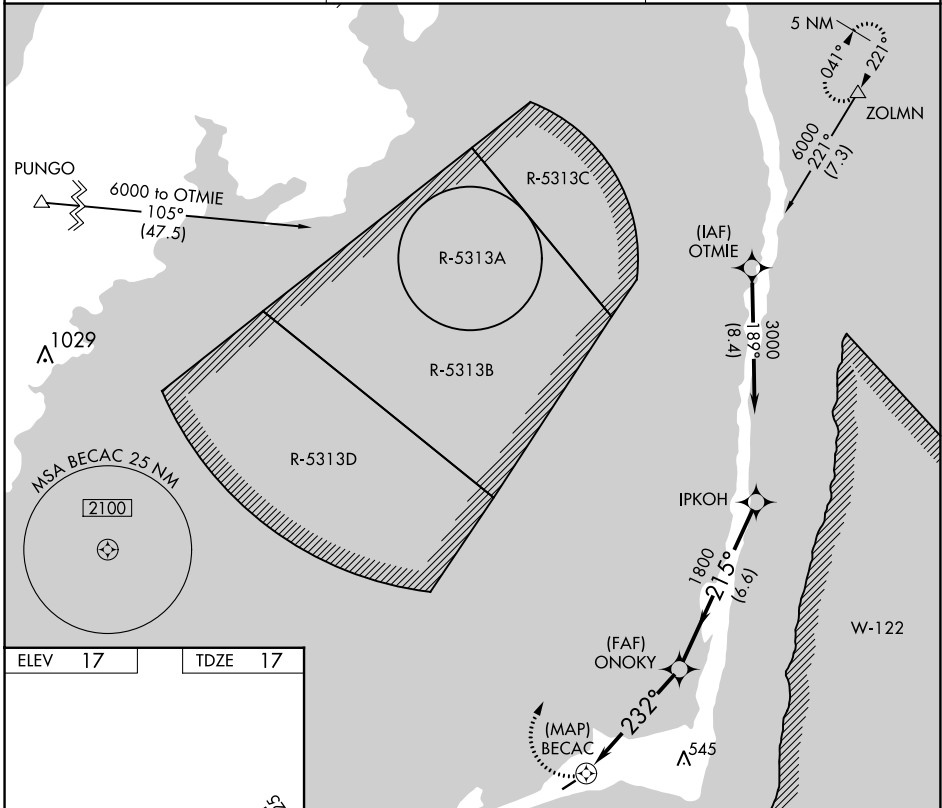 5 NM
041°
221°
ZOLMN
6000
221°
(7.3)
PUNGO
6000 to OTMIE
105°
(47.5)
R-5313C
R-5313A
(IAF)
OTMIE
3000
189°
(8.4)
1029
R-5313B
R-5313D
MSA BECAC 25 NM
2100
IPKOH
1800
215°
(6.6)
W-122
(FAF)
ONOKY
232°
(MAP)
BECAC
545
ELEV 17
TDZE 17